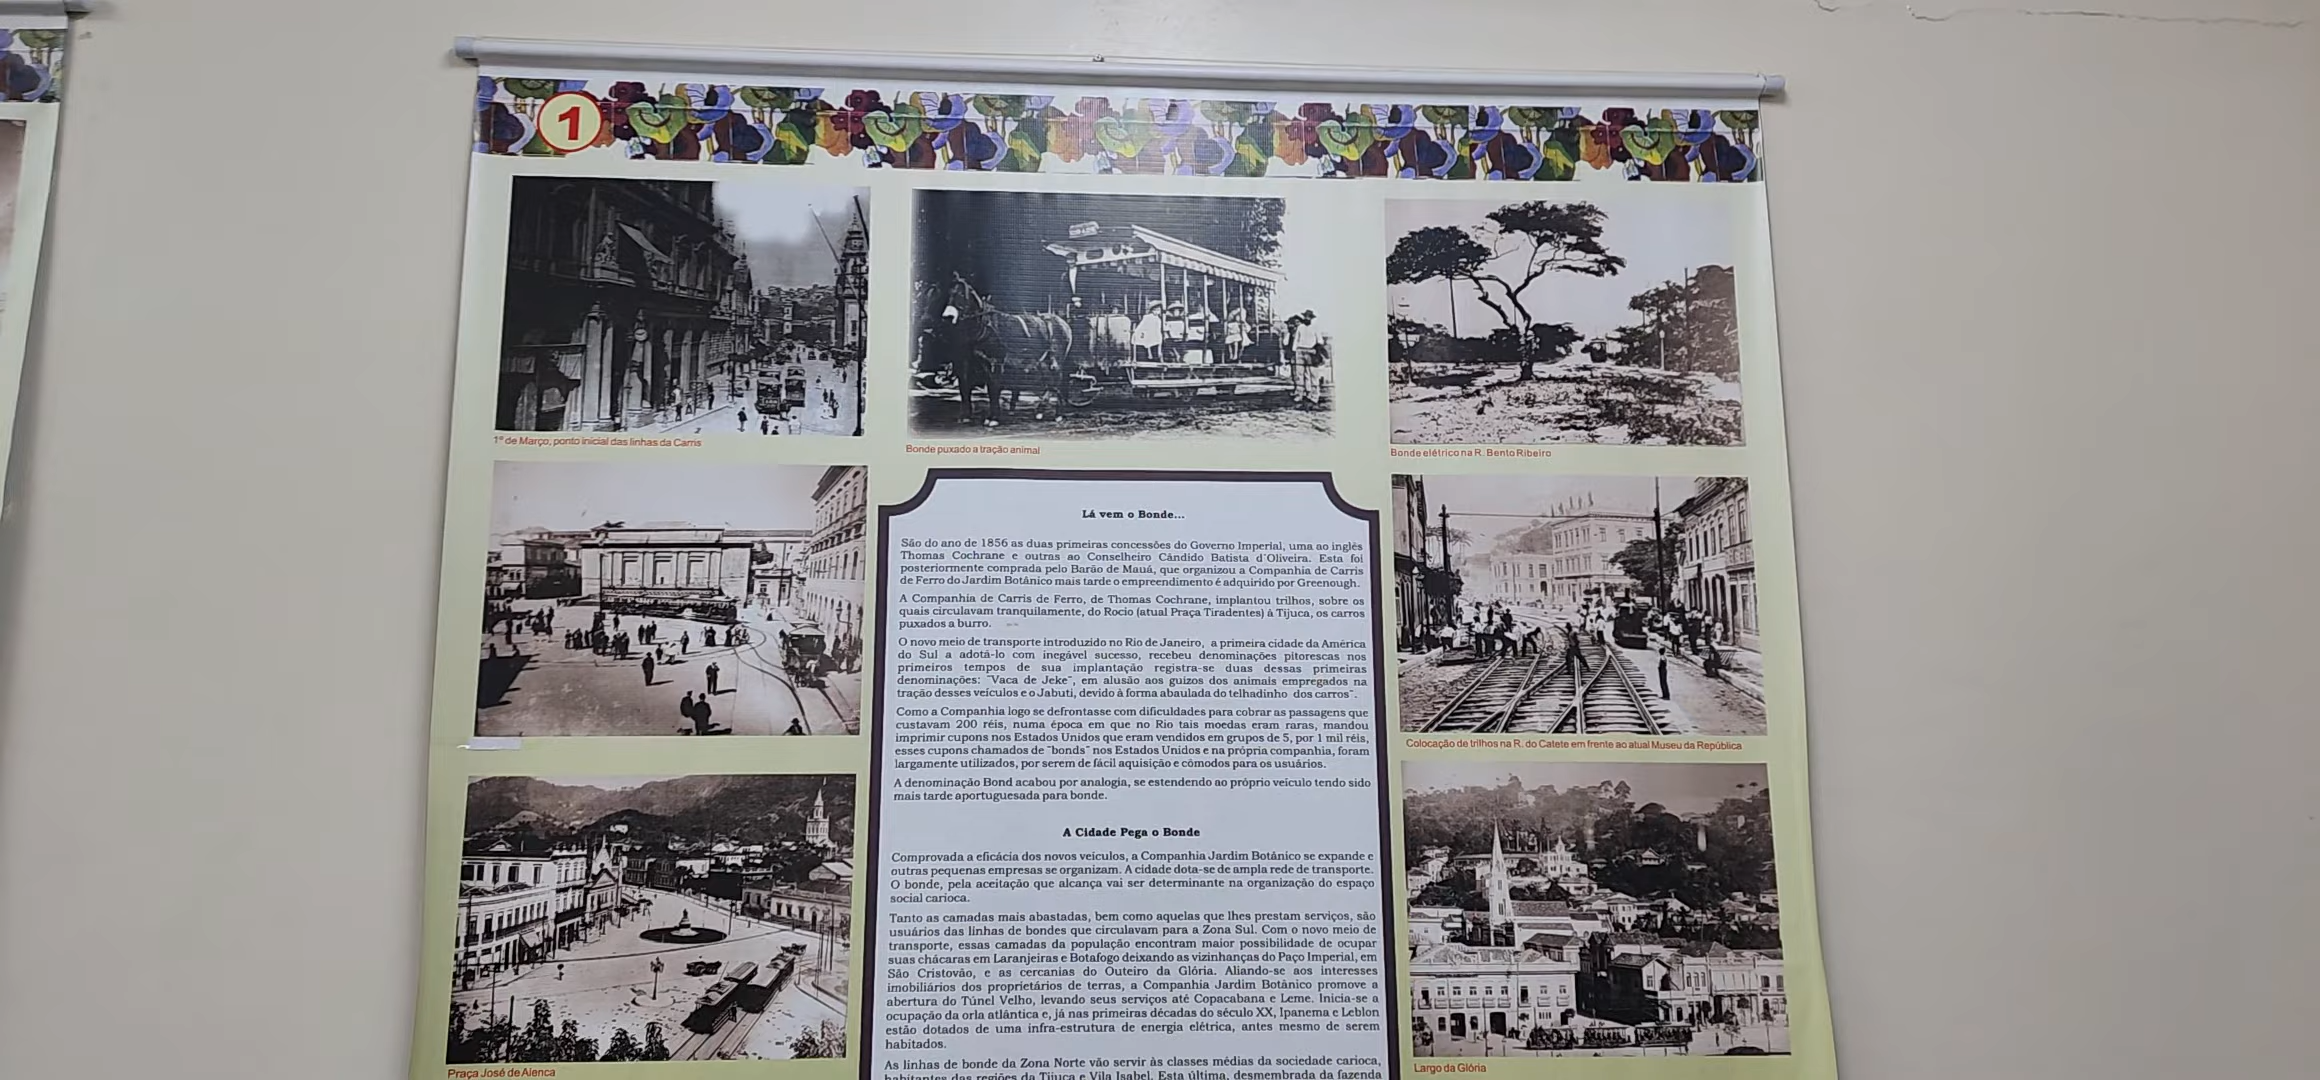 1
1º de Março, ponto inicial das linhas da Carris
Bonde puxado a tração animal
Bonde elétrico na R. Bento Ribeiro
Lá vem o Bonde...
São do ano de 1856 as duas primeiras concessões do Governo Imperial, uma ao inglês
Thomas Cochrane e outras ao Conselheiro Cândido Batista d'Oliveira. Esta foi
posteriormente comprada pelo Barão de Mauá, que organizou a Companhia de Carris
de Ferro do Jardim Botânico mais tarde o empreendimento é adquirido por Greenough.
A Companhia de Carris de Ferro, de Thomas Cochrane, implantou trilhos, sobre os
quais circulavam tranquilamente, do Rocio (atual Praça Tiradentes) à Tijuca, os carros
puxados a burro.
O novo meio de transporte introduzido no Rio de Janeiro, a primeira cidade da América
do Sul a adotá-lo com inegável sucesso, recebeu denominações pitorescas nos
primeiros tempos de sua implantação registra-se duas dessas primeiras
denominações: "Vaca de Jeke", em alusão aos guizos dos animais empregados na
tração desses veículos e o Jabuti, devido à forma abaulada do telhadinho dos carros".
Como a Companhia logo se defrontasse com dificuldades para cobrar as passagens que
custavam 200 réis, numa época em que no Rio tais moedas eram raras, mandou
imprimir cupons nos Estados Unidos que eram vendidos em grupos de 5, por 1 mil réis,
esses cupons chamados de "bonds" nos Estados Unidos e na própria companhia, foram
largamente utilizados, por serem de fácil aquisição e cômodos para os usuários.
A denominação Bond acabou por analogia, se estendendo ao próprio veículo tendo sido
mais tarde aportuguesada para bonde.
Colocação de trilhos na R. do Catete em frente ao atual Museu da República
A Cidade Pega o Bonde
Comprovada a eficácia dos novos veículos, a Companhia Jardim Botânico se expande e
outras pequenas empresas se organizam. A cidade dota-se de ampla rede de transporte.
O bonde, pela aceitação que alcança vai ser determinante na organização do espaço
social carioca.
Tanto as camadas mais abastadas, bem como aquelas que lhes prestam serviços, são
usuários das linhas de bondes que circulavam para a Zona Sul. Com o novo meio de
transporte, essas camadas da população encontram maior possibilidade de ocupar
suas chácaras em Laranjeiras e Botafogo deixando as vizinhanças do Paço Imperial, em
São Cristovão, e as cercanias do Outeiro da Glória. Aliando-se aos interesses
imobiliários dos proprietários de terras, a Companhia Jardim Botânico promove a
abertura do Túnel Velho, levando seus serviços até Copacabana e Leme. Inicia-se a
ocupação da orla atlântica e, já nas primeiras décadas do século XX, Ipanema e Leblon
estão dotados de uma infra-estrutura de energia elétrica, antes mesmo de serem
habitados.
As linhas de bonde da Zona Norte vão servir às classes médias da sociedade carioca,
habitantes das regiões da Tijuca e Vila Isabel. Esta última, desmembrada da fazenda
Praça José de Alenca
Largo da Glória